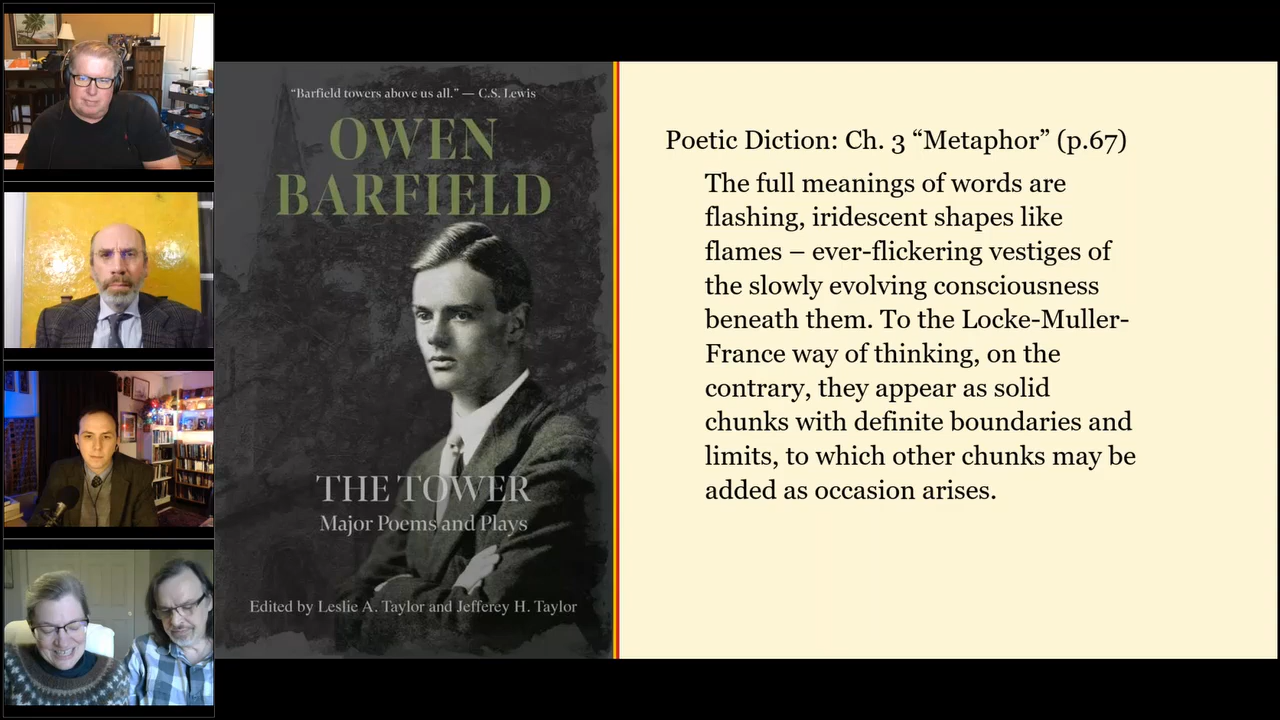 “Barfield towers above us all.” — C.S. Lewis
OWEN
BARFIELD
THE TOWER
Major Poems and Plays
Edited by Leslie A. Taylor and Jefferey H. Taylor
Poetic Diction: Ch. 3 “Metaphor” (p.67)
The full meanings of words are
flashing, iridescent shapes like
flames – ever-flickering vestiges of
the slowly evolving consciousness
beneath them. To the Locke-Muller-
France way of thinking, on the
contrary, they appear as solid
chunks with definite boundaries and
limits, to which other chunks may be
added as occasion arises.